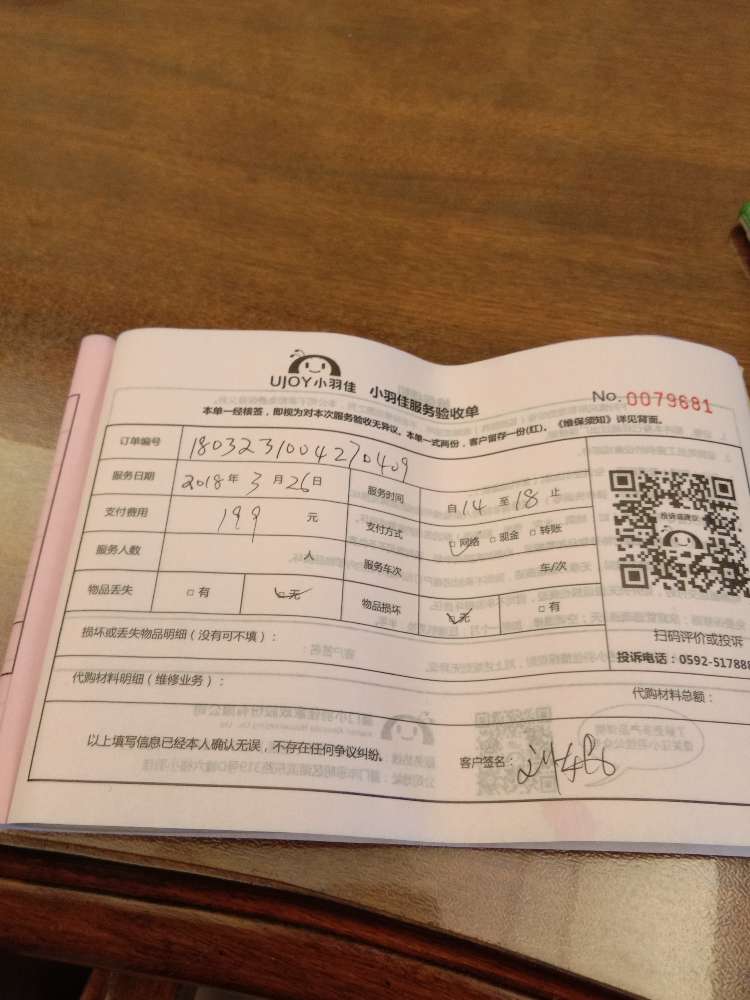 UJOY小羽佳 小羽佳服务验收单 No. 0079681
本单一经核签，即视为对本次服务验收无异议。本单一式两份，客户留存一份(红)。《维保须知》详见背面。
订单编号 1803231004270409
服务日期 2018年3月26日 服务时间 自14至18止
支付费用 199 元 支付方式 网络 现金 转账
服务人数 人 服务车次 车/次
物品丢失 有 无 物品损坏 无 有
投诉或建议
扫码评价或投诉
投诉电话：0592-517888
损坏或丢失物品明细（没有可不填）：
代购材料明细（维修业务）： 代购材料总额：
以上填写信息已经本人确认无误，不存在任何争议纠纷。 客户签名：